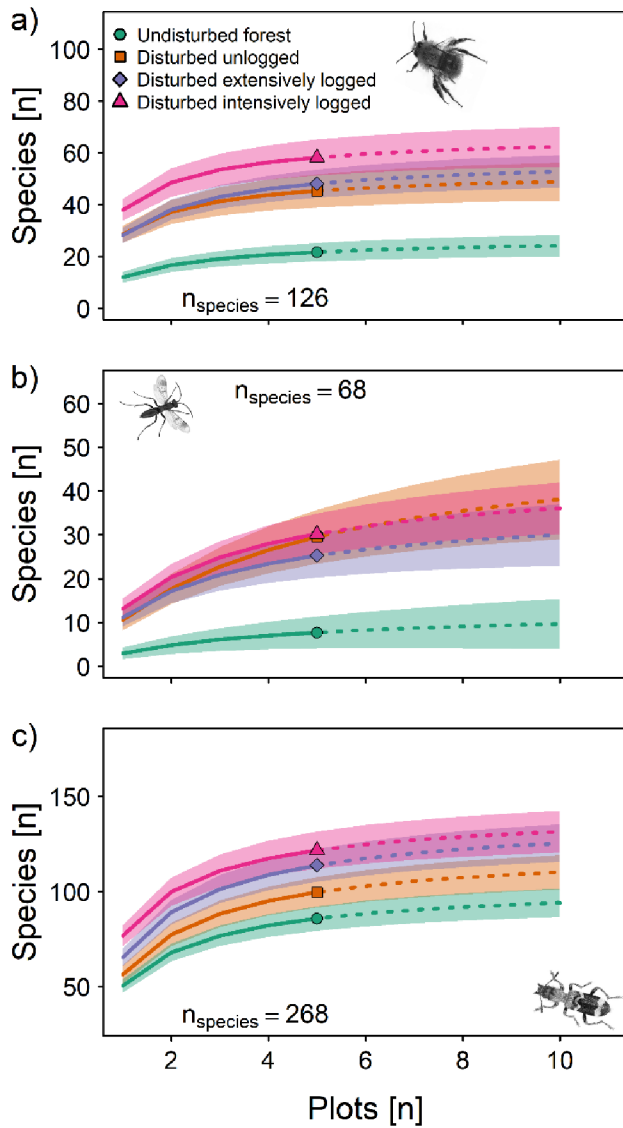 a)
Undisturbed forest
Disturbed unlogged
Disturbed extensively logged
Disturbed intensively logged
Species [n]
100
80
60
40
20
0
nspecies = 126
b)
nspecies = 68
Species [n]
60
50
40
30
20
10
0
c)
Species [n]
150
100
50
nspecies = 268
2 4 6 8 10
Plots [n]